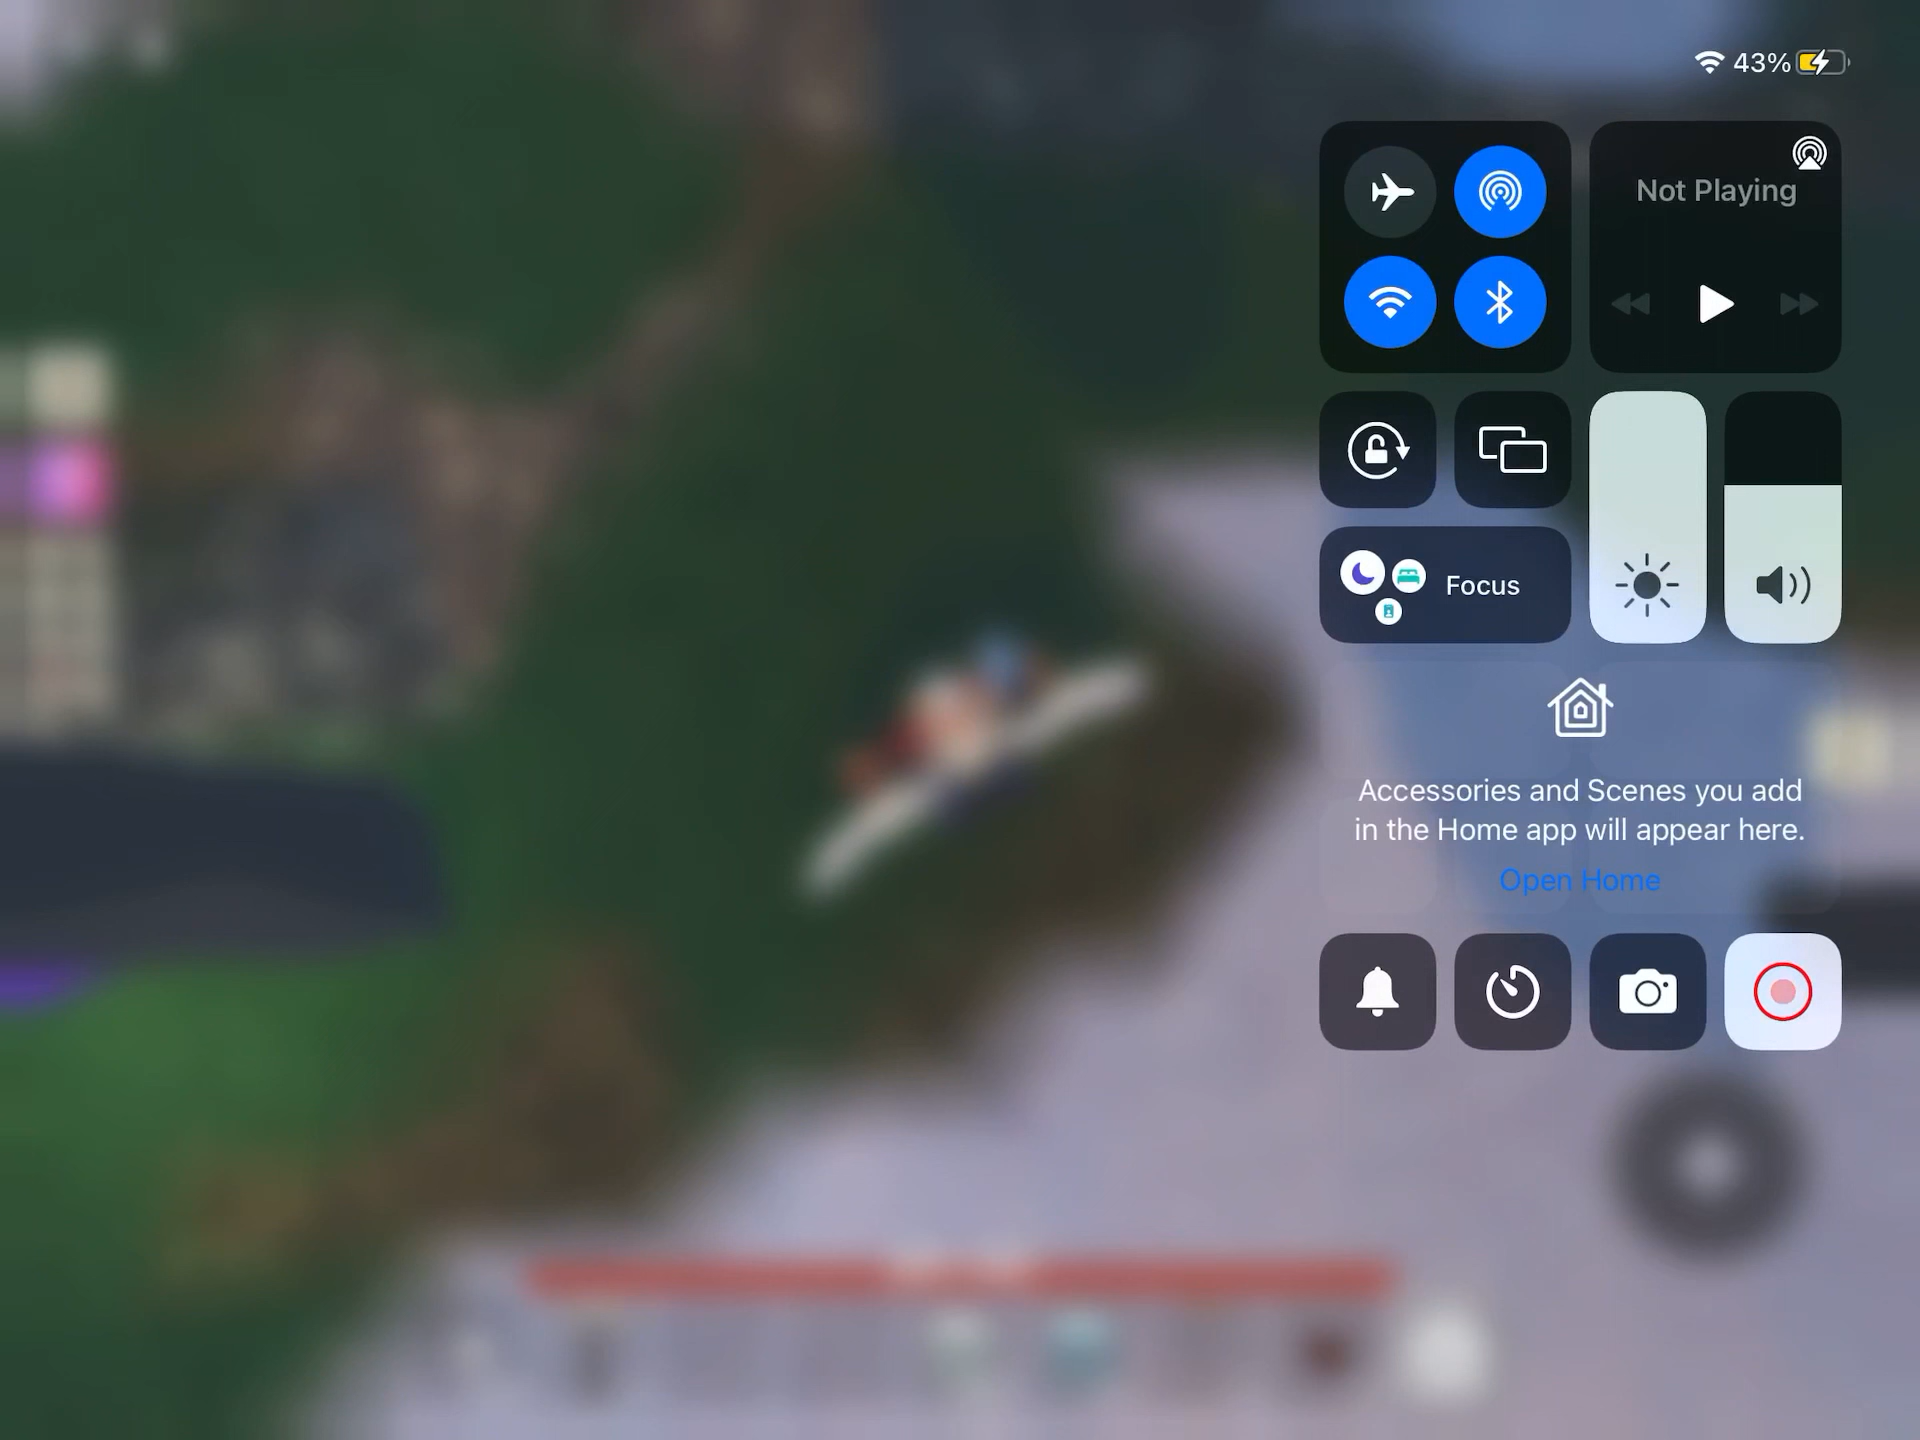 43%
Not Playing
Focus
Accessories and Scenes you add
in the Home app will appear here.
Open Home